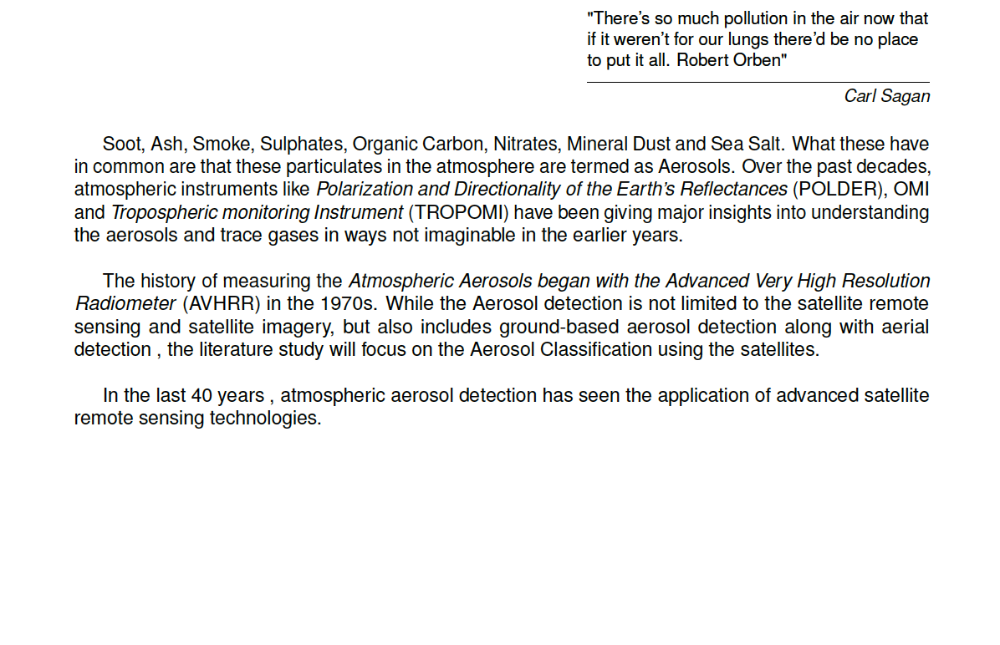 "There's so much pollution in the air now that
if it weren't for our lungs there'd be no place
to put it all. Robert Orben"
Carl Sagan
Soot, Ash, Smoke, Sulphates, Organic Carbon, Nitrates, Mineral Dust and Sea Salt. What these have
in common are that these particulates in the atmosphere are termed as Aerosols. Over the past decades,
atmospheric instruments like Polarization and Directionality of the Earth's Reflectances (POLDER), OMI
and Tropospheric monitoring Instrument (TROPOMI) have been giving major insights into understanding
the aerosols and trace gases in ways not imaginable in the earlier years.
The history of measuring the Atmospheric Aerosols began with the Advanced Very High Resolution
Radiometer (AVHRR) in the 1970s. While the Aerosol detection is not limited to the satellite remote
sensing and satellite imagery, but also includes ground-based aerosol detection along with aerial
detection , the literature study will focus on the Aerosol Classification using the satellites.
In the last 40 years , atmospheric aerosol detection has seen the application of advanced satellite
remote sensing technologies.